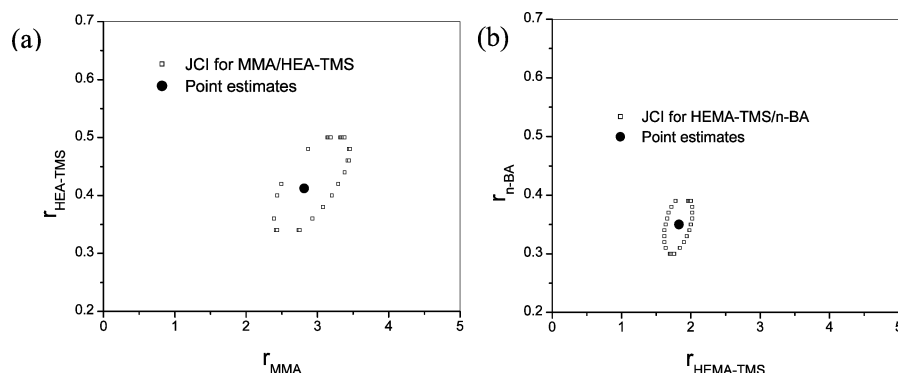 (a)
0.7
0.6
0.5
0.4
0.3
0.2
r_HEA-TMS
JCI for MMA/HEA-TMS
Point estimates
0 1 2 3 4 5
r_MMA
(b)
0.7
0.6
0.5
0.4
0.3
0.2
r_n-BA
JCI for HEMA-TMS/n-BA
Point estimates
0 1 2 3 4 5
r_HEMA-TMS